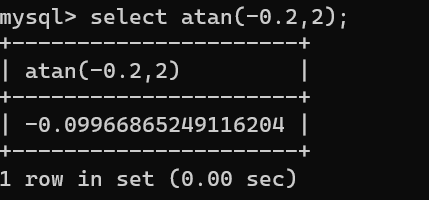 mysql> select atan(-0.2,2);
+----------------------+
| atan(-0.2,2)         |
+----------------------+
| -0.09966865249116204 |
+----------------------+
1 row in set (0.00 sec)